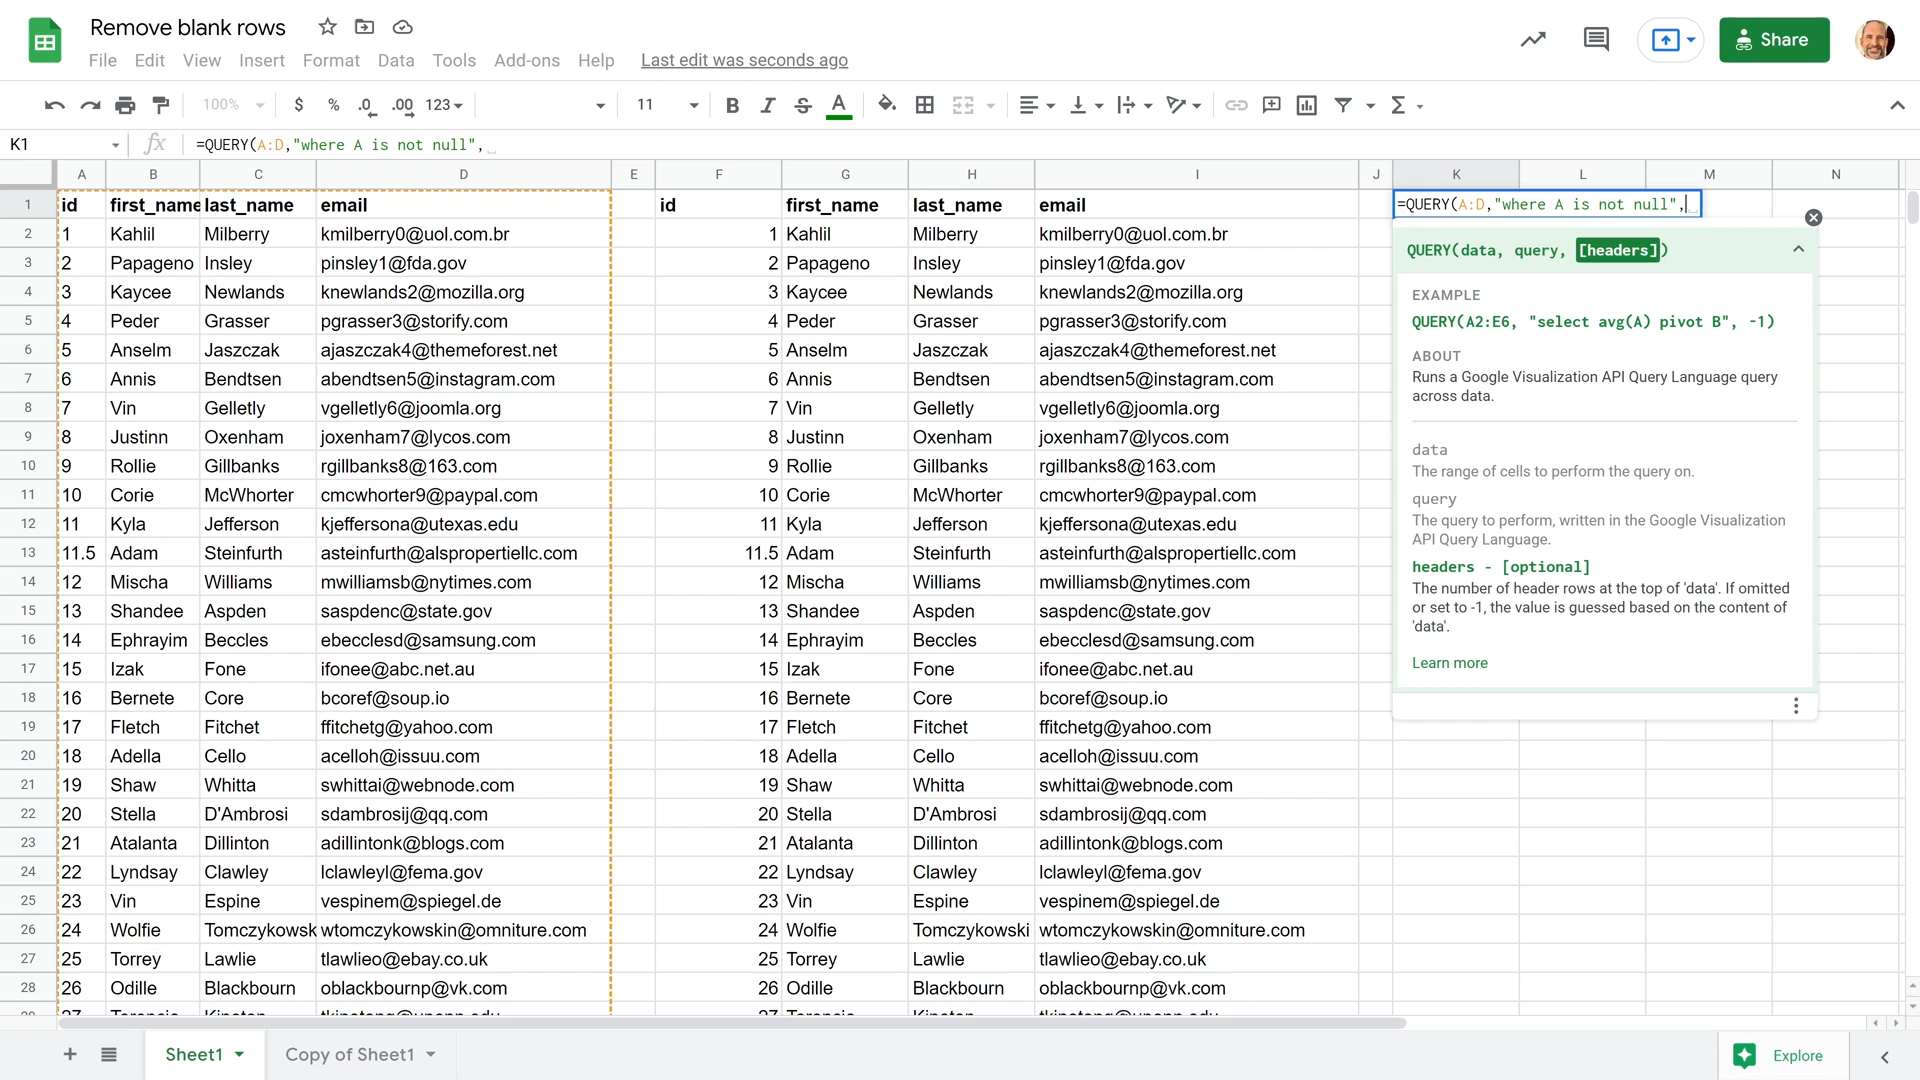 Remove blank rows
File Edit View Insert Format Data Tools Add-ons Help Last edit was seconds ago
Share
100% $ % .0 .00 123 11 B I S A Σ
K1 fx =QUERY(A:D,"where A is not null",
A B C D E F G H I J K L M N
1 id first_name last_name email id first_name last_name email =QUERY(A:D,"where A is not null",
2 1 Kahlil Milberry kmilberry0@uol.com.br 1 Kahlil Milberry kmilberry0@uol.com.br
3 2 Papageno Insley pinsley1@fda.gov 2 Papageno Insley pinsley1@fda.gov
4 3 Kaycee Newlands knewlands2@mozilla.org 3 Kaycee Newlands knewlands2@mozilla.org
5 4 Peder Grasser pgrasser3@storify.com 4 Peder Grasser pgrasser3@storify.com
6 5 Anselm Jaszczak ajaszczak4@themeforest.net 5 Anselm Jaszczak ajaszczak4@themeforest.net
7 6 Annis Bendtsen abendtsen5@instagram.com 6 Annis Bendtsen abendtsen5@instagram.com
8 7 Vin Gelletly vgelletly6@joomla.org 7 Vin Gelletly vgelletly6@joomla.org
9 8 Justinn Oxenham joxenham7@lycos.com 8 Justinn Oxenham joxenham7@lycos.com
10 9 Rollie Gillbanks rgillbanks8@163.com 9 Rollie Gillbanks rgillbanks8@163.com
11 10 Corie McWhorter cmcwhorter9@paypal.com 10 Corie McWhorter cmcwhorter9@paypal.com
12 11 Kyla Jefferson kjeffersona@utexas.edu 11 Kyla Jefferson kjeffersona@utexas.edu
13 11.5 Adam Steinfurth asteinfurth@alspropertiellc.com 11.5 Adam Steinfurth asteinfurth@alspropertiellc.com
14 12 Mischa Williams mwilliamsb@nytimes.com 12 Mischa Williams mwilliamsb@nytimes.com
15 13 Shandee Aspden saspdenc@state.gov 13 Shandee Aspden saspdenc@state.gov
16 14 Ephrayim Beccles ebecclesd@samsung.com 14 Ephrayim Beccles ebecclesd@samsung.com
17 15 Izak Fone ifonee@abc.net.au 15 Izak Fone ifonee@abc.net.au
18 16 Bernete Core bcoref@soup.io 16 Bernete Core bcoref@soup.io
19 17 Fletch Fitchet ffitchetg@yahoo.com 17 Fletch Fitchet ffitchetg@yahoo.com
20 18 Adella Cello acelloh@issuu.com 18 Adella Cello acelloh@issuu.com
21 19 Shaw Whitta swhittai@webnode.com 19 Shaw Whitta swhittai@webnode.com
22 20 Stella D'Ambrosi sdambrosij@qq.com 20 Stella D'Ambrosi sdambrosij@qq.com
23 21 Atalanta Dillinton adillintonk@blogs.com 21 Atalanta Dillinton adillintonk@blogs.com
24 22 Lyndsay Clawley lclawleyl@fema.gov 22 Lyndsay Clawley lclawleyl@fema.gov
25 23 Vin Espine vespinem@spiegel.de 23 Vin Espine vespinem@spiegel.de
26 24 Wolfie Tomczykowsk wtomczykowskin@omniture.com 24 Wolfie Tomczykowski wtomczykowskin@omniture.com
27 25 Torrey Lawlie tlawlieo@ebay.co.uk 25 Torrey Lawlie tlawlieo@ebay.co.uk
28 26 Odille Blackbourn oblackbournp@vk.com 26 Odille Blackbourn oblackbournp@vk.com
QUERY(data, query, [headers])
EXAMPLE
QUERY(A2:E6, "select avg(A) pivot B", -1)
ABOUT
Runs a Google Visualization API Query Language query
across data.
data
The range of cells to perform the query on.
query
The query to perform, written in the Google Visualization
API Query Language.
headers - [optional]
The number of header rows at the top of 'data'. If omitted
or set to -1, the value is guessed based on the content of
'data'.
Learn more
Sheet1 Copy of Sheet1 Explore